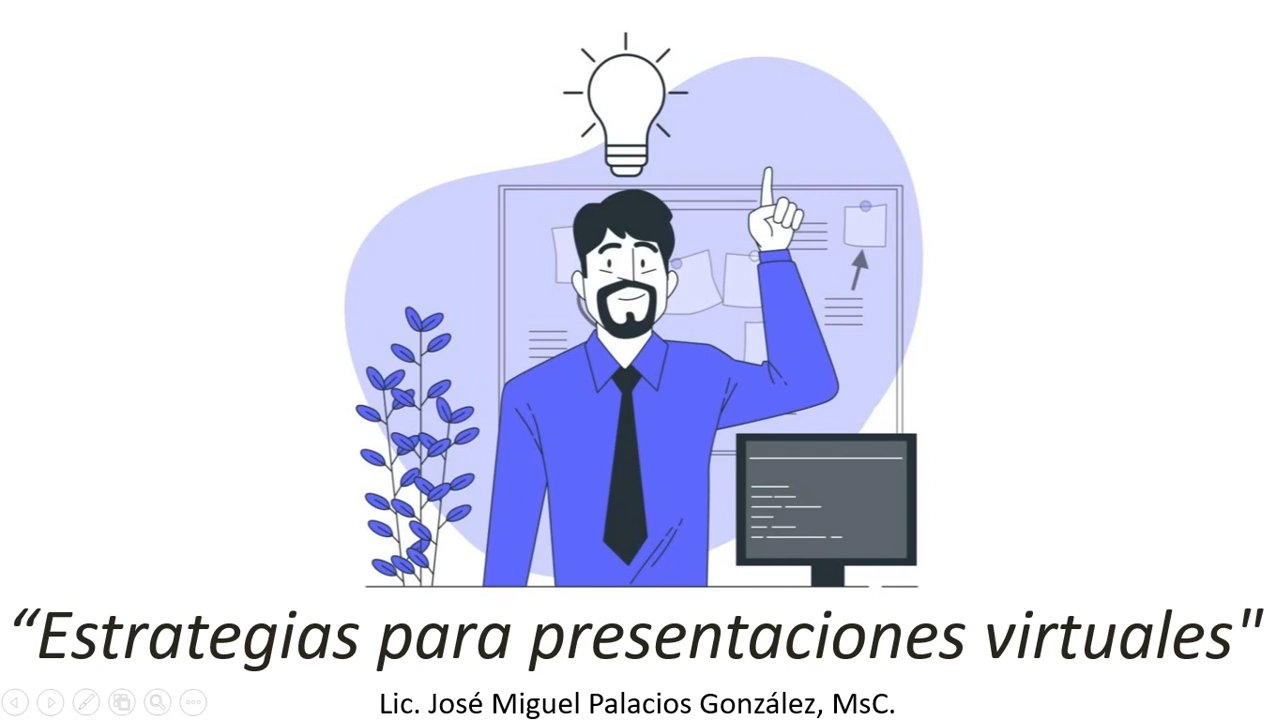 “Estrategias para presentaciones virtuales"
Lic. José Miguel Palacios González, MsC.